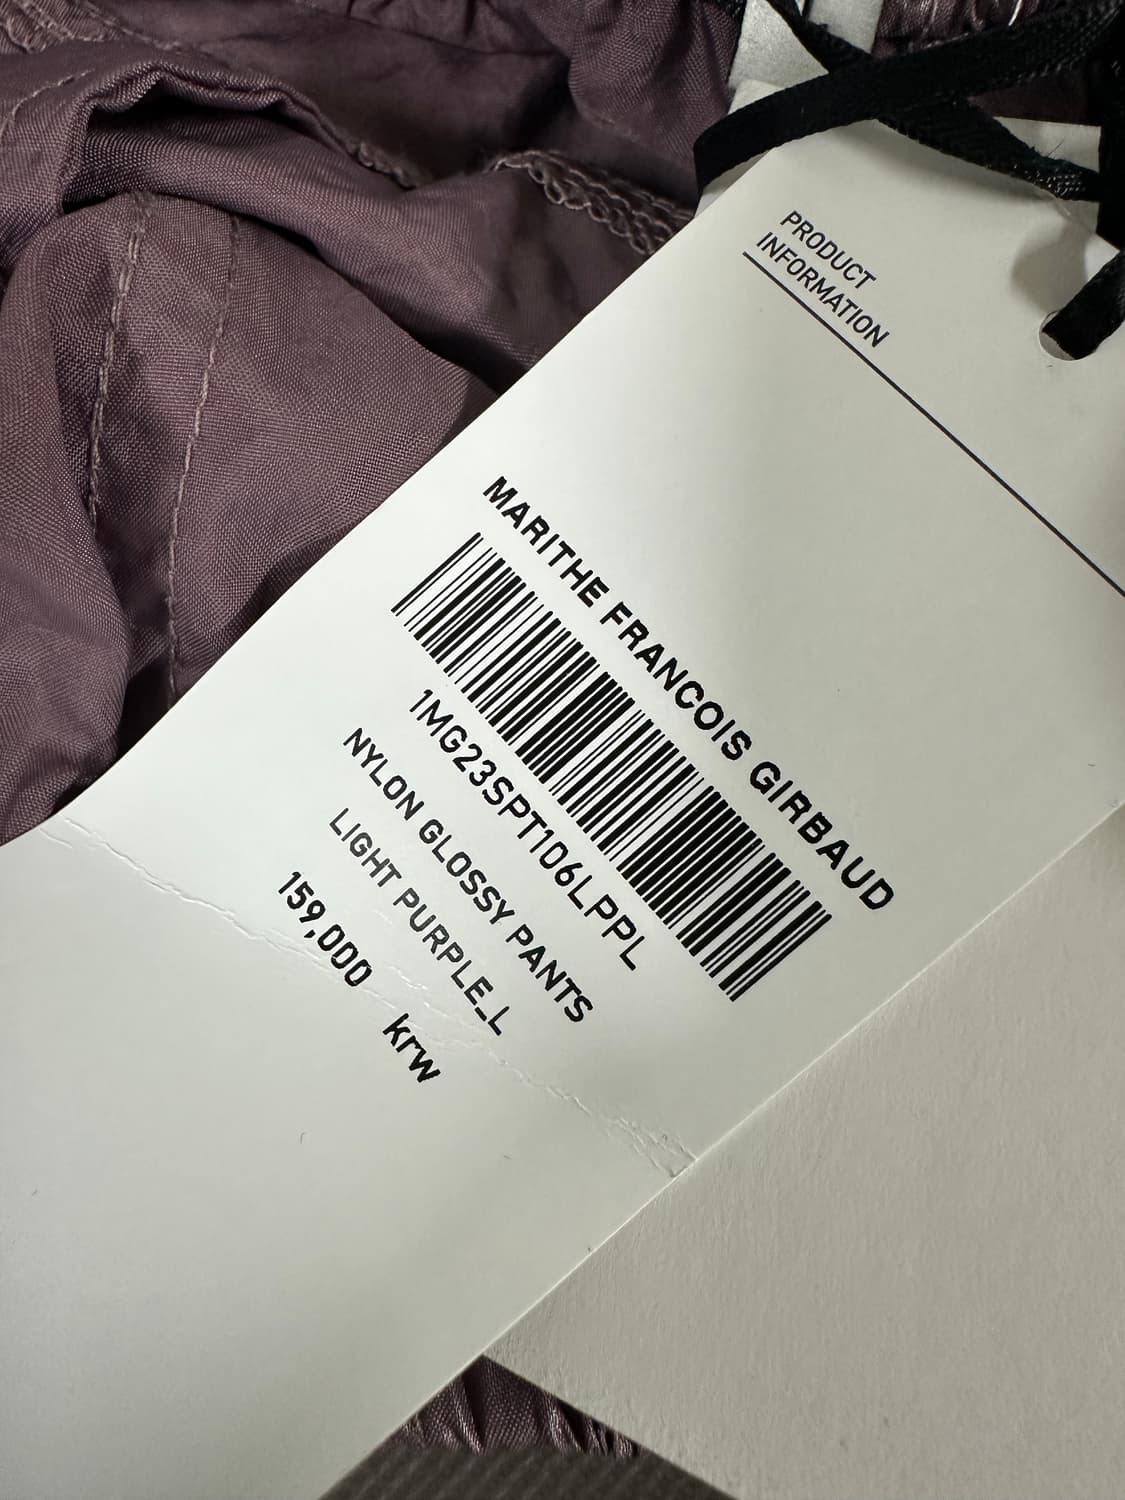 PRODUCT
INFORMATION
MARITHE FRANCOIS GIRBAUD
1MG23SPT106LPPL
NYLON GLOSSY PANTS
LIGHT PURPLE_L
159,000 krw